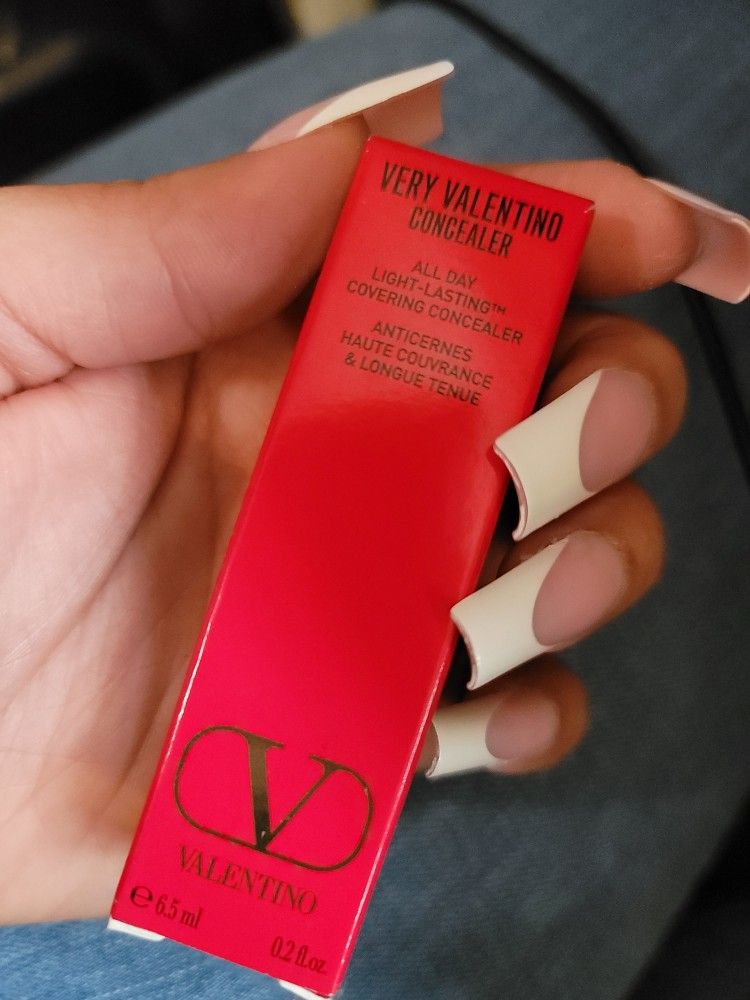 VERY VALENTINO
CONCEALER
ALL DAY
LIGHT-LASTING™
COVERING CONCEALER
ANTICERNES
HAUTE COUVRANCE
& LONGUE TENUE
V
VALENTINO
℮ 6.5 ml
0.2 fl.oz.